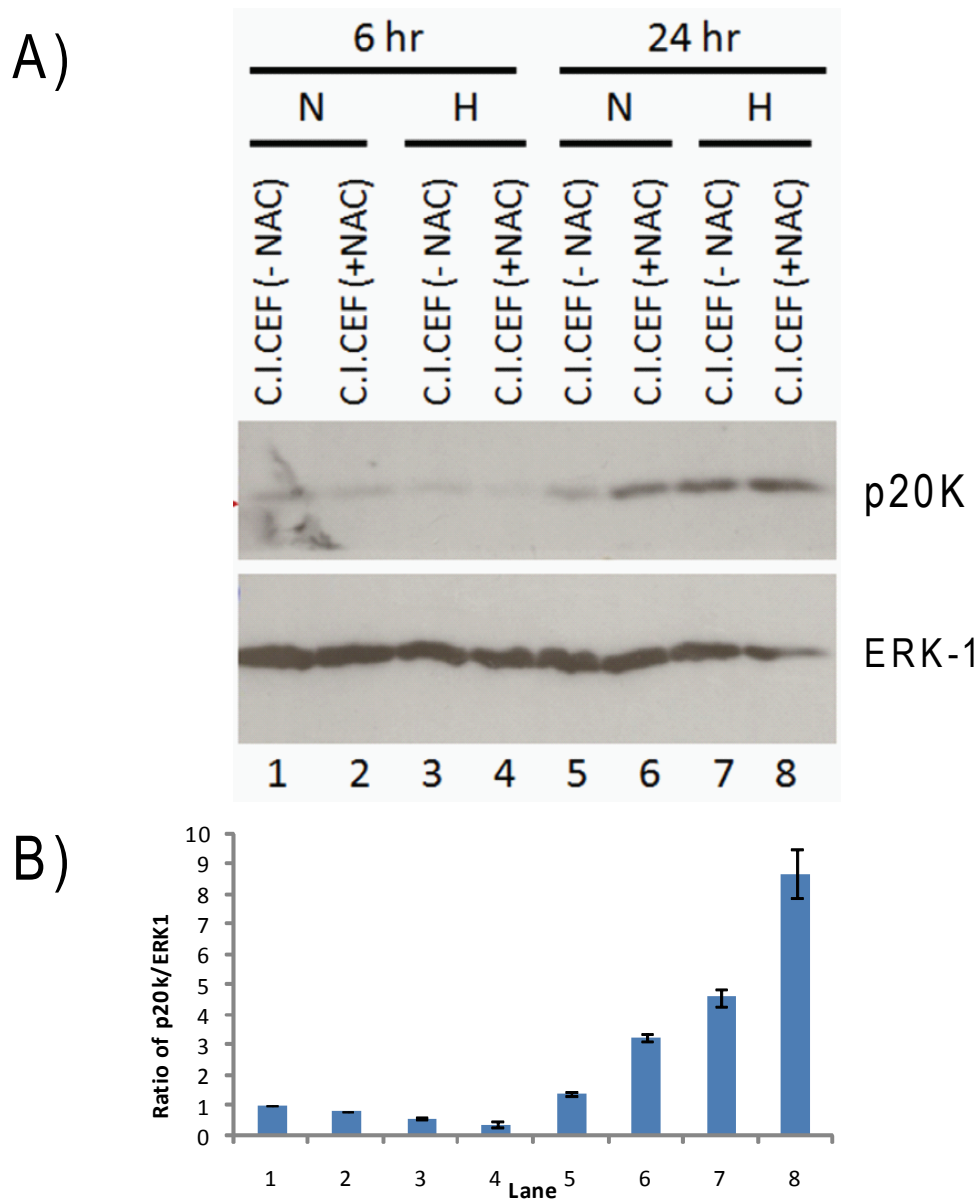 A)
6 hr 24 hr
N H N H
C.I.CEF (- NAC)
C.I.CEF (+NAC)
C.I.CEF (- NAC)
C.I.CEF (+NAC)
C.I.CEF (- NAC)
C.I.CEF (+NAC)
C.I.CEF (- NAC)
C.I.CEF (+NAC)
p20K
ERK-1
1 2 3 4 5 6 7 8
B)
Ratio of p20k/ERK1
10
9
8
7
6
5
4
3
2
1
0
1 2 3 4 5 6 7 8
Lane